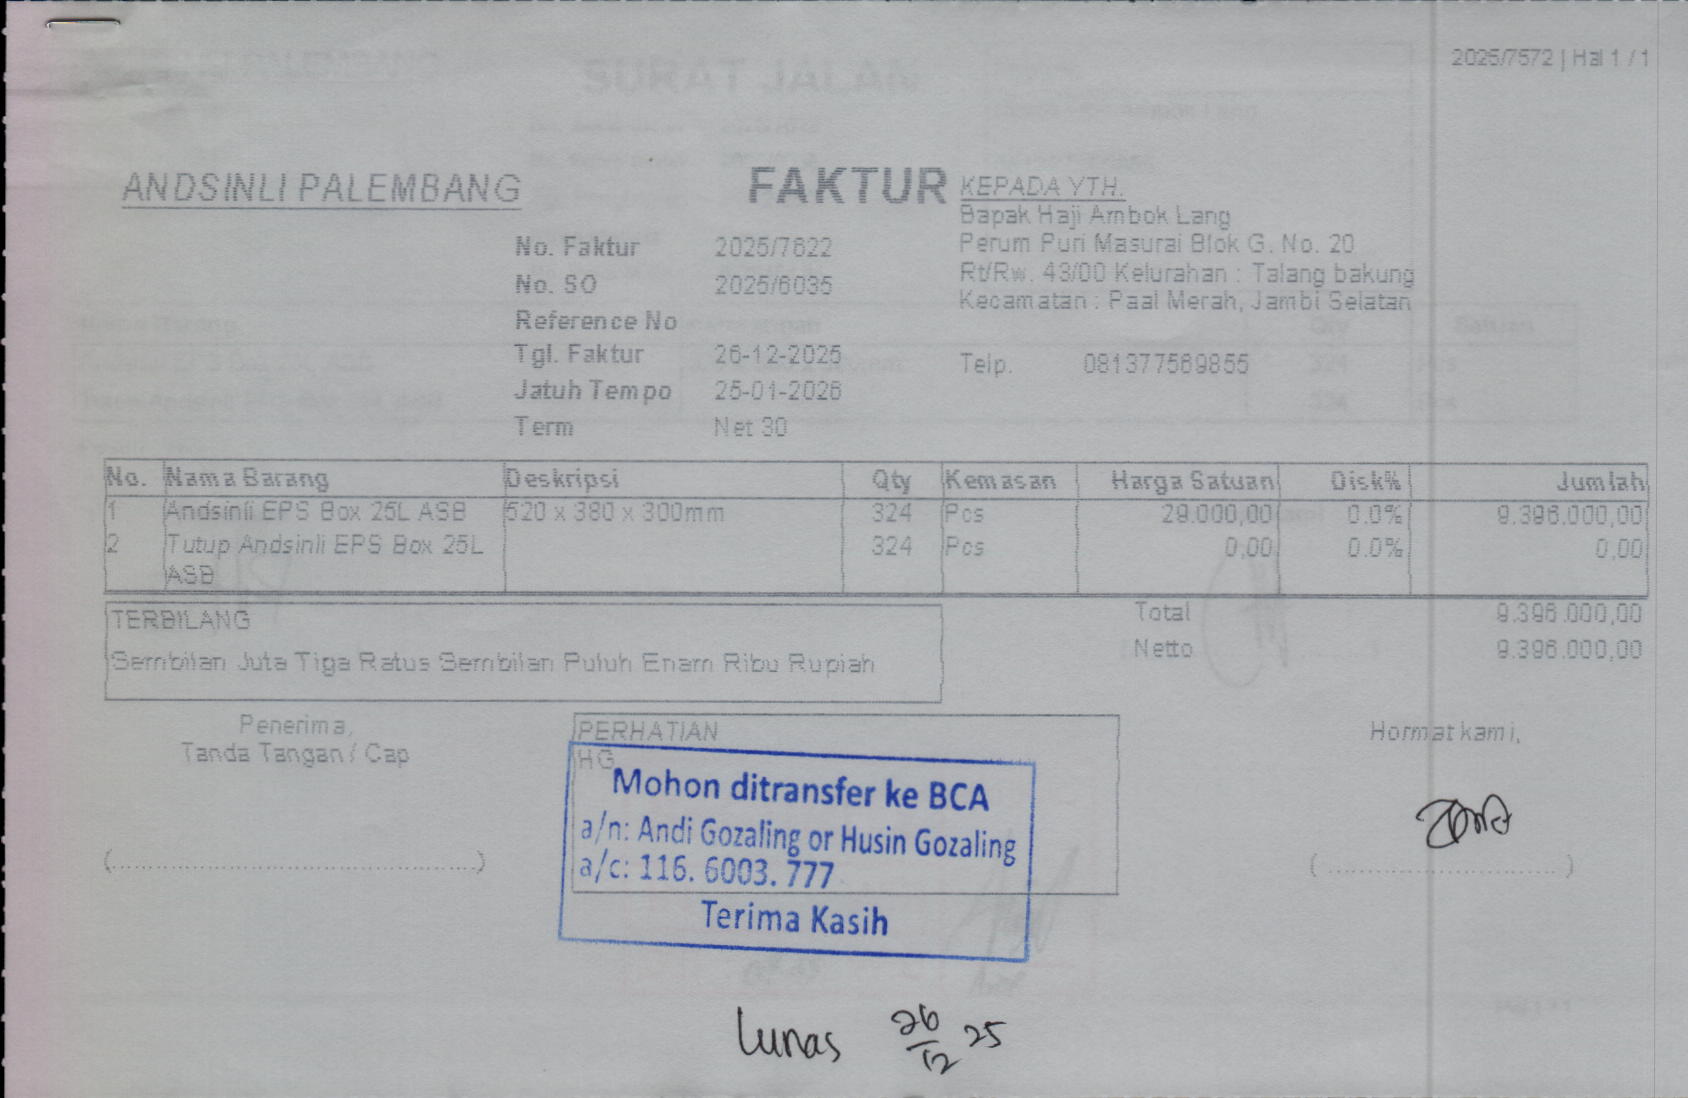 2025/7572 | Hal 1 / 1
ANDSINLI PALEMBANG
FAKTUR
KEPADA YTH.
Bapak Haji Ambok Lang
Perum Puri Masurai Blok G. No. 20
Rt/Rw. 43/00 Kelurahan : Talang bakung
Kecamatan : Paal Merah, Jambi Selatan
Telp. 081377569855
No. Faktur 2025/7622
No. SO 2025/6035
Reference No
Tgl. Faktur 26-12-2025
Jatuh Tempo 25-01-2026
Term Net 30
No. Nama Barang Deskripsi Qty Kemasan Harga Satuan Disk% Jumlah
1 Andsinli EPS Box 25L ASB 520 x 380 x 300mm 324 Pcs 29.000,00 0.0% 9.396.000,00
2 Tutup Andsinli EPS Box 25L 324 Pcs 0,00 0.0% 0,00
ASB
TERBILANG
Sembilan Juta Tiga Ratus Sembilan Puluh Enam Ribu Rupiah
Total 9.396.000,00
Netto 9.396.000,00
Penerima,
Tanda Tangan / Cap
PERHATIAN
HG
Mohon ditransfer ke BCA
a/n: Andi Gozaling or Husin Gozaling
a/c: 116. 6003. 777
Terima Kasih
Hormat kami,
Lunas 26/12 25
SURAT JALAN